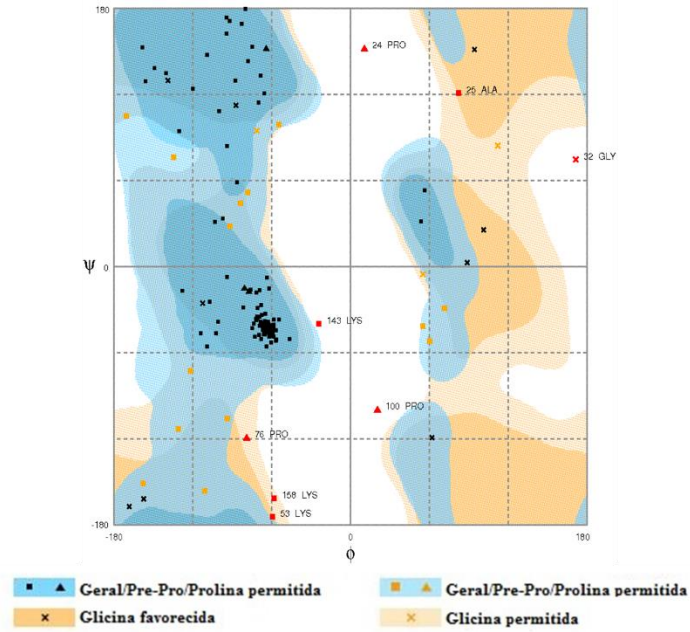 180
24 PRO
25 ALA
32 GLY
ψ 0
143 LYS
100 PRO
76 PRO
158 LYS
53 LYS
-180
-180 0 180
ϕ
Geral/Pre-Pro/Prolina permitida Geral/Pre-Pro/Prolina permitida
Glicina favorecida Glicina permitida